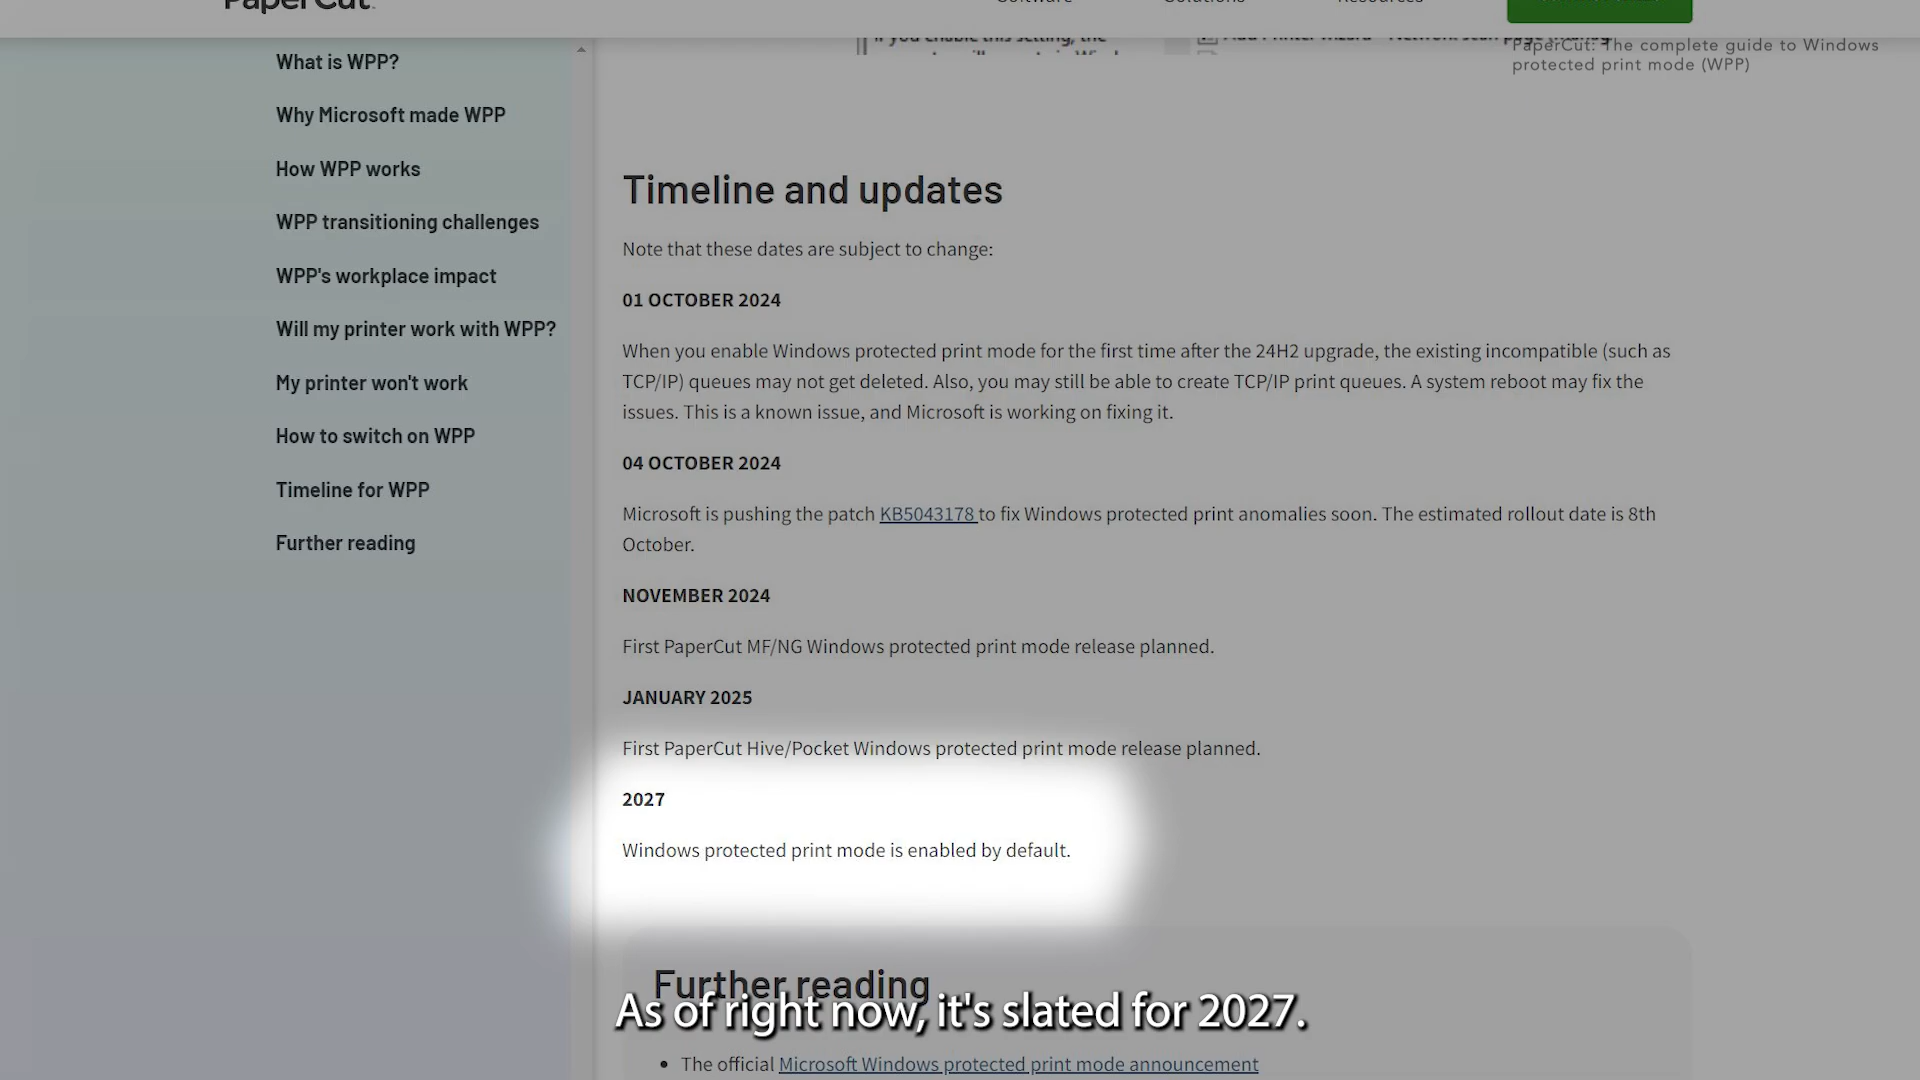 PaperCut
Software
Solutions
Resources
PaperCut: The complete guide to Windows
protected print mode (WPP)
What is WPP?
Why Microsoft made WPP
How WPP works
WPP transitioning challenges
WPP's workplace impact
Will my printer work with WPP?
My printer won't work
How to switch on WPP
Timeline for WPP
Further reading
If you enable this setting, the
Timeline and updates
Note that these dates are subject to change:
01 OCTOBER 2024
When you enable Windows protected print mode for the first time after the 24H2 upgrade, the existing incompatible (such as
TCP/IP) queues may not get deleted. Also, you may still be able to create TCP/IP print queues. A system reboot may fix the
issues. This is a known issue, and Microsoft is working on fixing it.
04 OCTOBER 2024
Microsoft is pushing the patch KB5043178 to fix Windows protected print anomalies soon. The estimated rollout date is 8th
October.
NOVEMBER 2024
First PaperCut MF/NG Windows protected print mode release planned.
JANUARY 2025
First PaperCut Hive/Pocket Windows protected print mode release planned.
2027
Windows protected print mode is enabled by default.
Further reading
As of right now, it's slated for 2027.
• The official Microsoft Windows protected print mode announcement